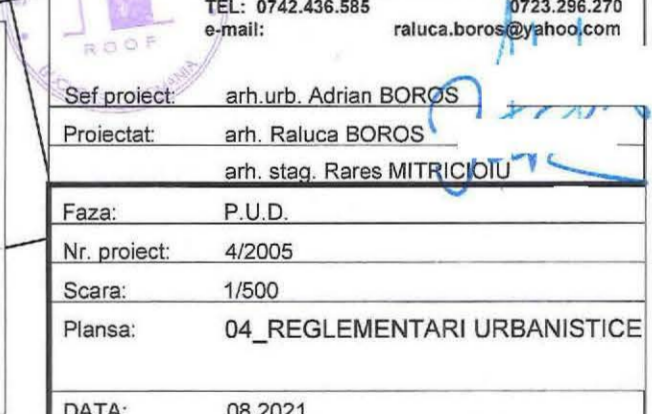 TEL: 0742.436.585 0723.296.270
e-mail: raluca.boros@yahoo.com
ROOF
Sef proiect: arh.urb. Adrian BOROS
Proiectat: arh. Raluca BOROS
arh. stag. Rares MITRICIOIU
Faza: P.U.D.
Nr. proiect: 4/2005
Scara: 1/500
Plansa: 04_REGLEMENTARI URBANISTICE
DATA: 08.2021